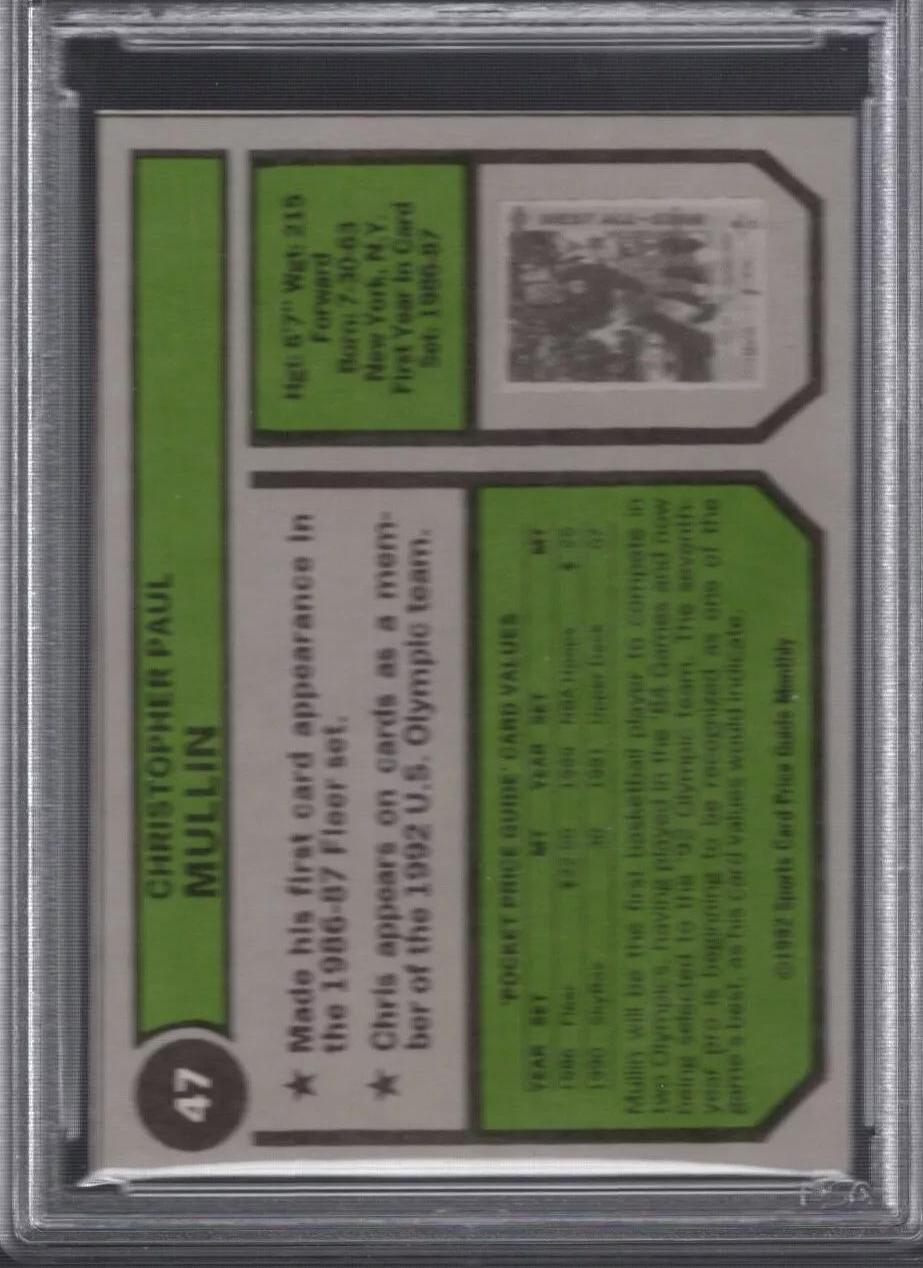 47
CHRISTOPHER PAUL
MULLIN
★ Made his first card appearance in
the 1986-87 Fleer set.
★ Chris appears on cards as a mem-
ber of the 1992 U.S. Olympic team.
Hgt: 6'7" Wgt: 215
Forward
Born: 7-30-63
New York, N.Y.
First Year In Card
Set: 1986-87
WEST ALL-STAR
POCKET PRICE GUIDE' CARD VALUES
YEAR SET MT YEAR SET MT
1986 Fleer NBA Hoops $
1990 SkyBox 1991 Upper Deck
Mullin will be the first basketball player to compete in
two Olympics, having played in the '84 Games and now
being selected to the '92 Olympic team. The seventh-
year pro is beginning to be recognized as one of the
game's best, as his card values would indicate.
©1992 Sports Card Price Guide Monthly
PSA